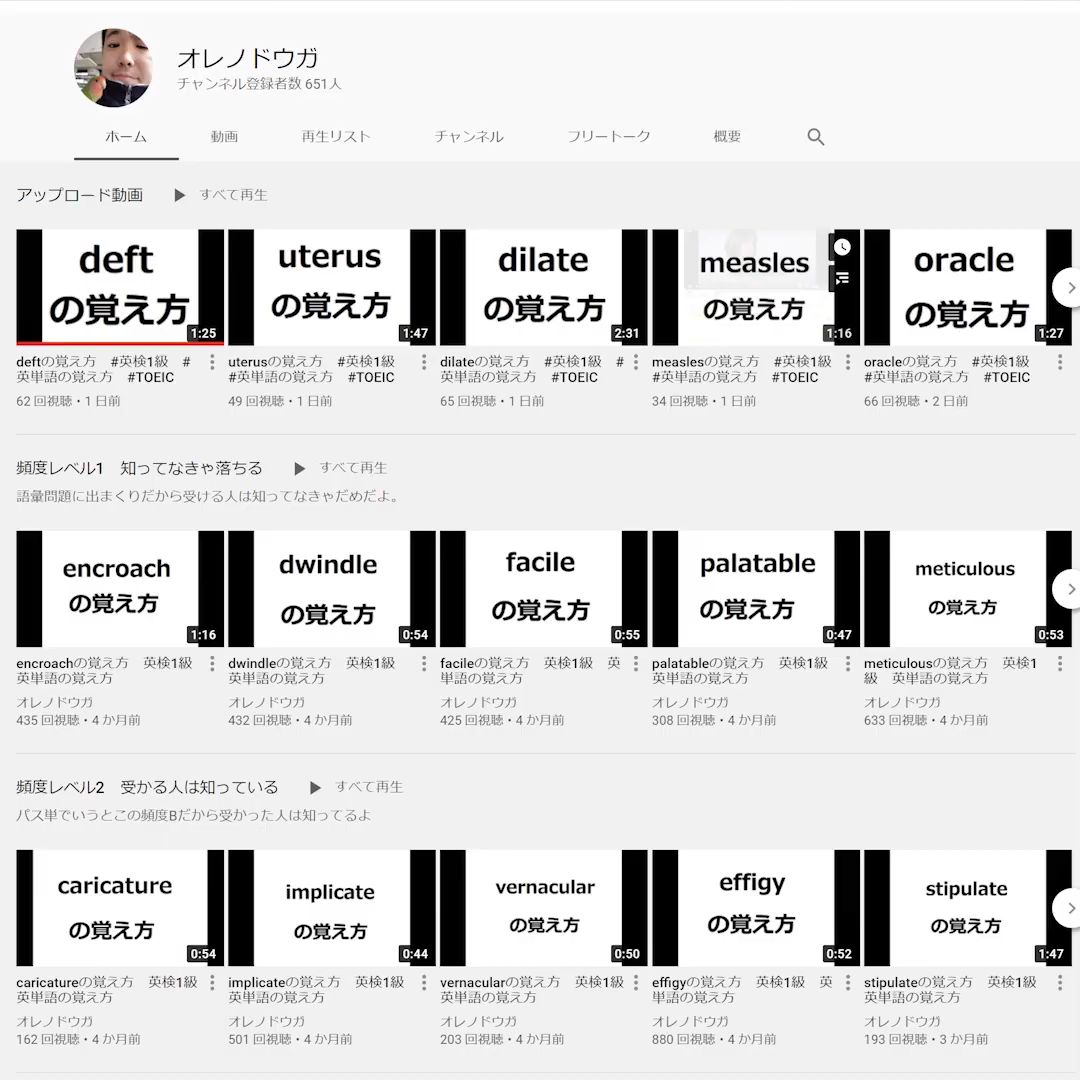 オレノドウガ
チャンネル登録者数 651人
ホーム 動画 再生リスト チャンネル フリートーク 概要
アップロード動画 すべて再生
deft の覚え方 1:25
uterus の覚え方 1:47
dilate の覚え方 2:31
measles の覚え方 1:16
oracle の覚え方 1:27
deftの覚え方 #英検1級 #
英単語の覚え方 #TOEIC
62 回視聴・1 日前
uterusの覚え方 #英検1級
#英単語の覚え方 #TOEIC
49 回視聴・1 日前
dilateの覚え方 #英検1級 #
英単語の覚え方 #TOEIC
65 回視聴・1 日前
measlesの覚え方 #英検1級
#英単語の覚え方 #TOEIC
34 回視聴・1 日前
oracleの覚え方 #英検1級
#英単語の覚え方 #TOEIC
66 回視聴・2 日前
頻度レベル1 知ってなきゃ落ちる すべて再生
語彙問題に出まくりだから受ける人は知ってなきゃだめだよ。
encroach の覚え方 1:16
dwindle の覚え方 0:54
facile の覚え方 0:55
palatable の覚え方 0:47
meticulous の覚え方 0:53
encroachの覚え方 英検1級
英単語の覚え方
オレノドウガ
435 回視聴・4 か月前
dwindleの覚え方 英検1級
英単語の覚え方
オレノドウガ
432 回視聴・4 か月前
facileの覚え方 英検1級 英
単語の覚え方
オレノドウガ
425 回視聴・4 か月前
palatableの覚え方 英検1級
英単語の覚え方
オレノドウガ
308 回視聴・4 か月前
meticulousの覚え方 英検1
級 英単語の覚え方
オレノドウガ
633 回視聴・4 か月前
頻度レベル2 受かる人は知っている すべて再生
パス単でいうとこの頻度Bだから受かった人は知ってるよ
caricature の覚え方 0:54
implicate の覚え方 0:44
vernacular の覚え方 0:50
effigy の覚え方 0:52
stipulate の覚え方 1:47
caricatureの覚え方 英検1級
英単語の覚え方
オレノドウガ
162 回視聴・4 か月前
implicateの覚え方 英検1級
英単語の覚え方
オレノドウガ
501 回視聴・4 か月前
vernacularの覚え方 英検1級
英単語の覚え方
オレノドウガ
203 回視聴・4 か月前
effigyの覚え方 英検1級 英
単語の覚え方
オレノドウガ
880 回視聴・4 か月前
stipulateの覚え方 英検1級
英単語の覚え方
オレノドウガ
193 回視聴・3 か月前